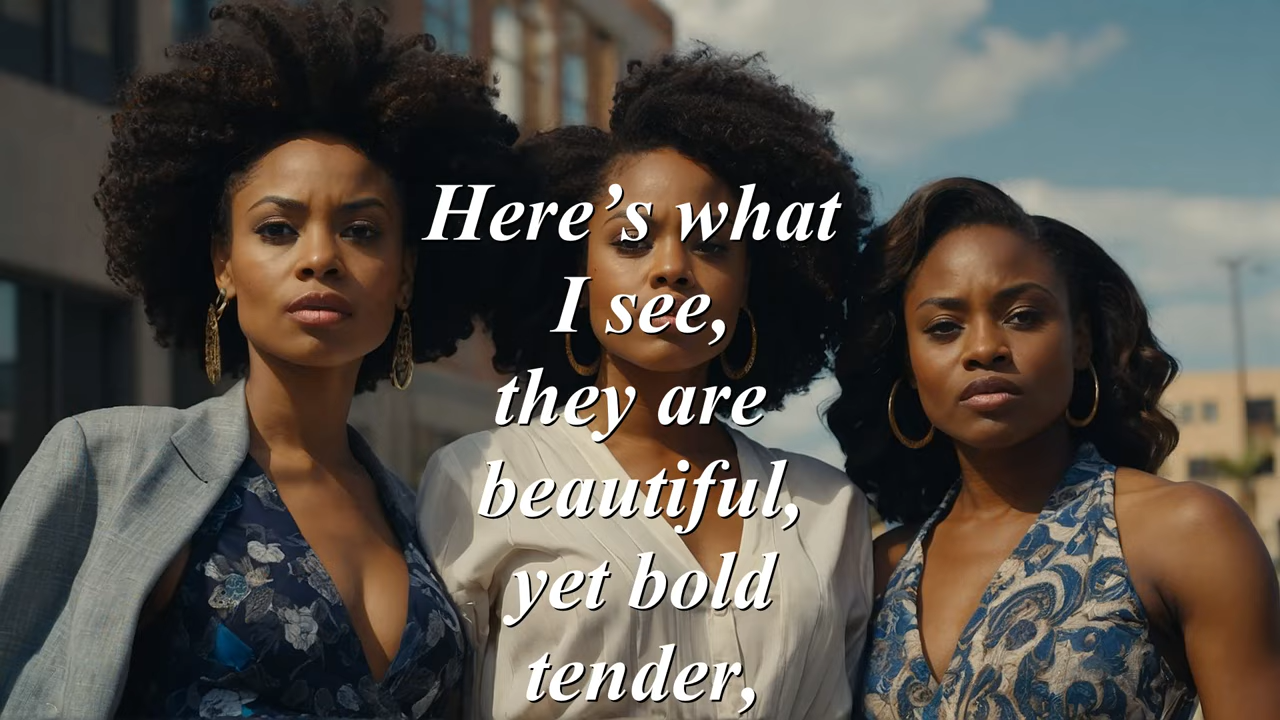 Here’s what
I see,
they are
beautiful,
yet bold
tender,